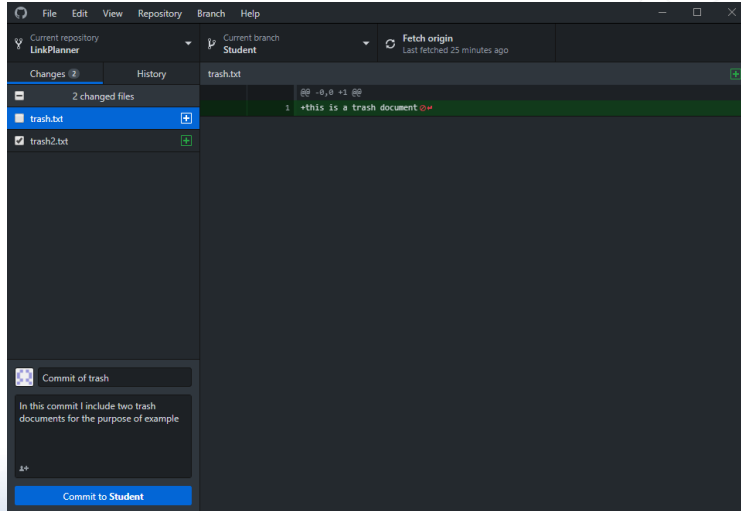 File Edit View Repository Branch Help
Current repository
LinkPlanner
Current branch
Student
Fetch origin
Last fetched 25 minutes ago
Changes 2 History
trash.txt
2 changed files
@@ -0,0 +1 @@
trash.txt
1 +this is a trash document
trash2.txt
Commit of trash
In this commit I include two trash
documents for the purpose of example
Commit to Student